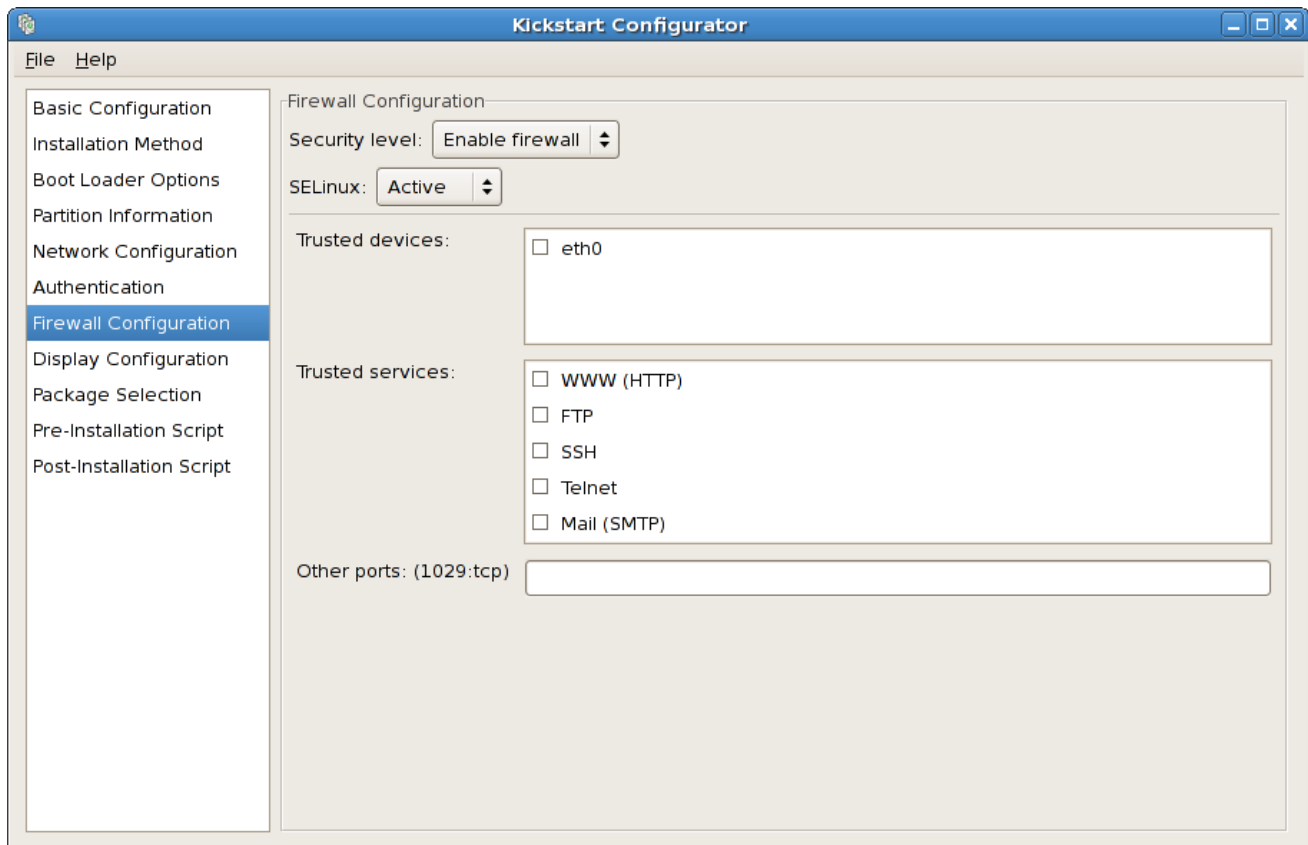 Kickstart Configurator
File Help
Basic Configuration
Installation Method
Boot Loader Options
Partition Information
Network Configuration
Authentication
Firewall Configuration
Display Configuration
Package Selection
Pre-Installation Script
Post-Installation Script
Firewall Configuration
Security level: Enable firewall
SELinux: Active
Trusted devices:
eth0
Trusted services:
WWW (HTTP)
FTP
SSH
Telnet
Mail (SMTP)
Other ports: (1029:tcp)